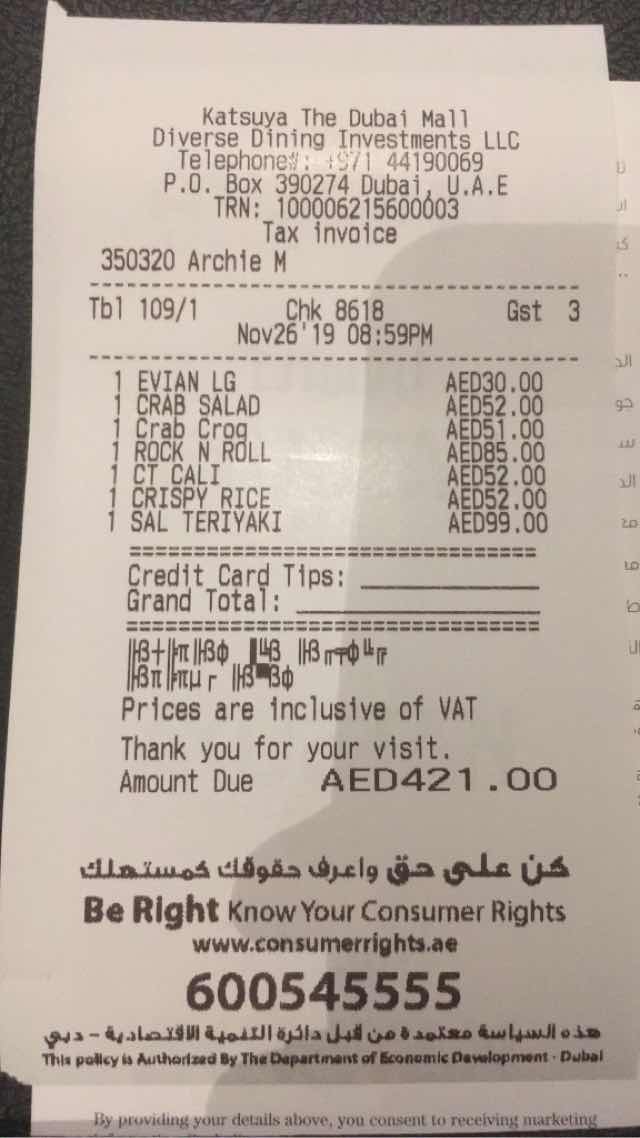 Katsuya The Dubai Mall
Diverse Dining Investments LLC
Telephone#: +971 44190069
P.O. Box 390274 Dubai, U.A.E
TRN: 100006215600003
Tax invoice
350320 Archie M
Tbl 109/1 Chk 8618 Gst 3
Nov26'19 08:59PM
1 EVIAN LG AED30.00
1 CRAB SALAD AED52.00
1 Crab Croq AED51.00
1 ROCK N ROLL AED85.00
1 CT CALI AED52.00
1 CRISPY RICE AED52.00
1 SAL TERIYAKI AED99.00
Credit Card Tips:
Grand Total:
Prices are inclusive of VAT
Thank you for your visit.
Amount Due AED421.00
كن على حق واعرف حقوقك كمستهلك
Be Right Know Your Consumer Rights
www.consumerrights.ae
600545555
هذه السياسة معتمدة من قبل دائرة التنمية الاقتصادية - دبي
This policy is Authorized By The Department of Economic Development - Dubai
By providing your details above, you consent to receiving marketing